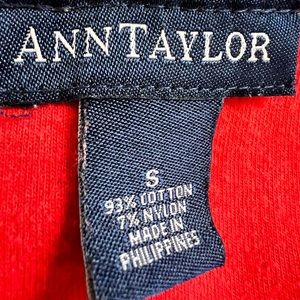 ANNTAYLOR
S
93% COTTON
7% NYLON
MADE IN
PHILIPPINES